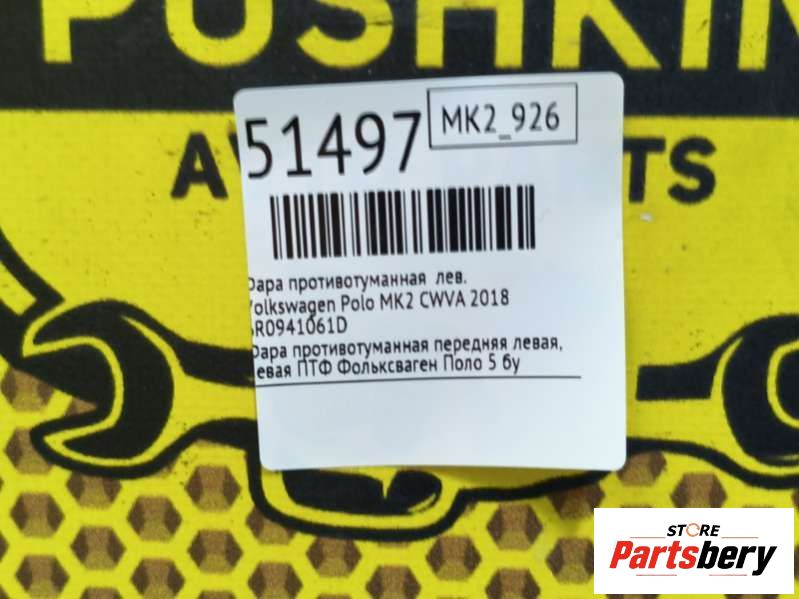 PUSHKIN
51497
MK2_926
A TS
Фара противотуманная лев.
Volkswagen Polo MK2 CWVA 2018
6R0941061D
Фара противотуманная передняя левая,
левая ПТФ Фольксваген Поло 5 бу
STORE
Partsbery